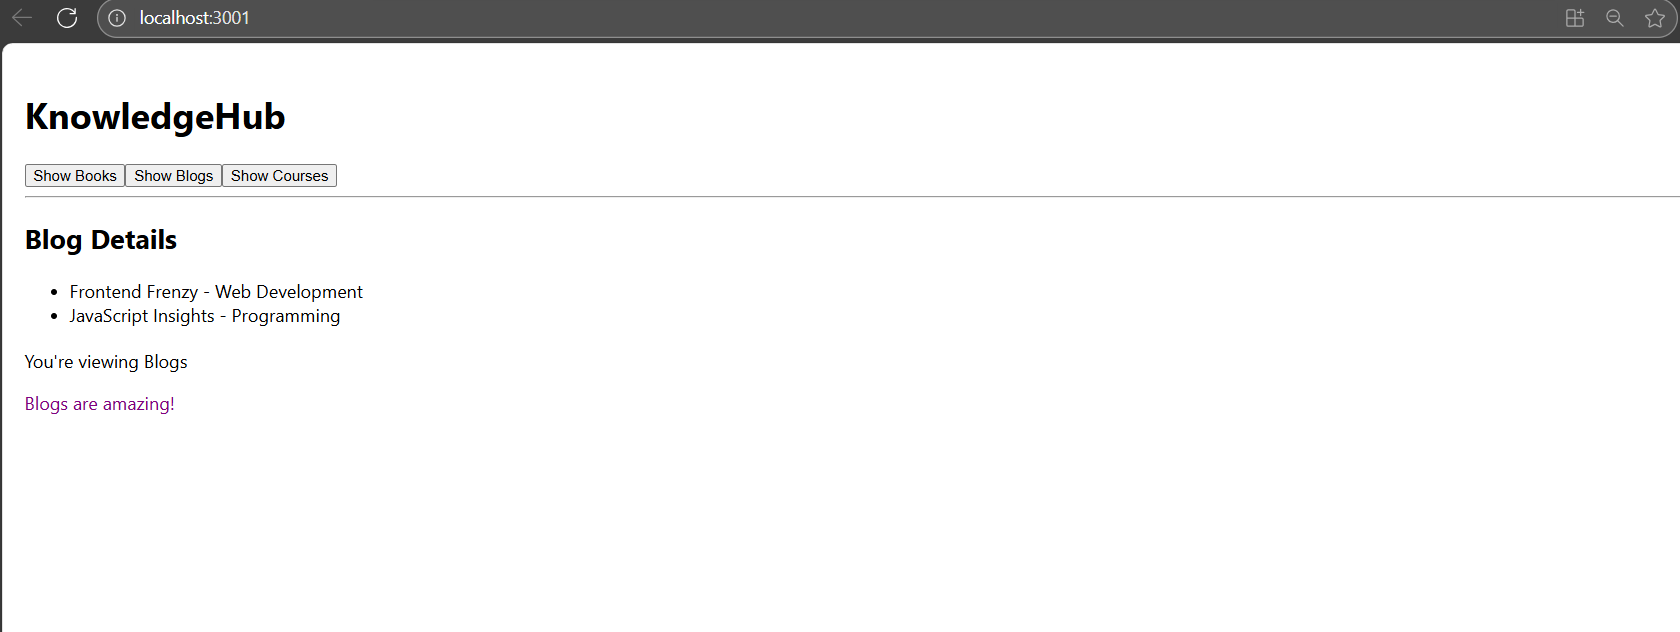 localhost:3001
KnowledgeHub
Show Books Show Blogs Show Courses
Blog Details
• Frontend Frenzy - Web Development
• JavaScript Insights - Programming
You're viewing Blogs
Blogs are amazing!